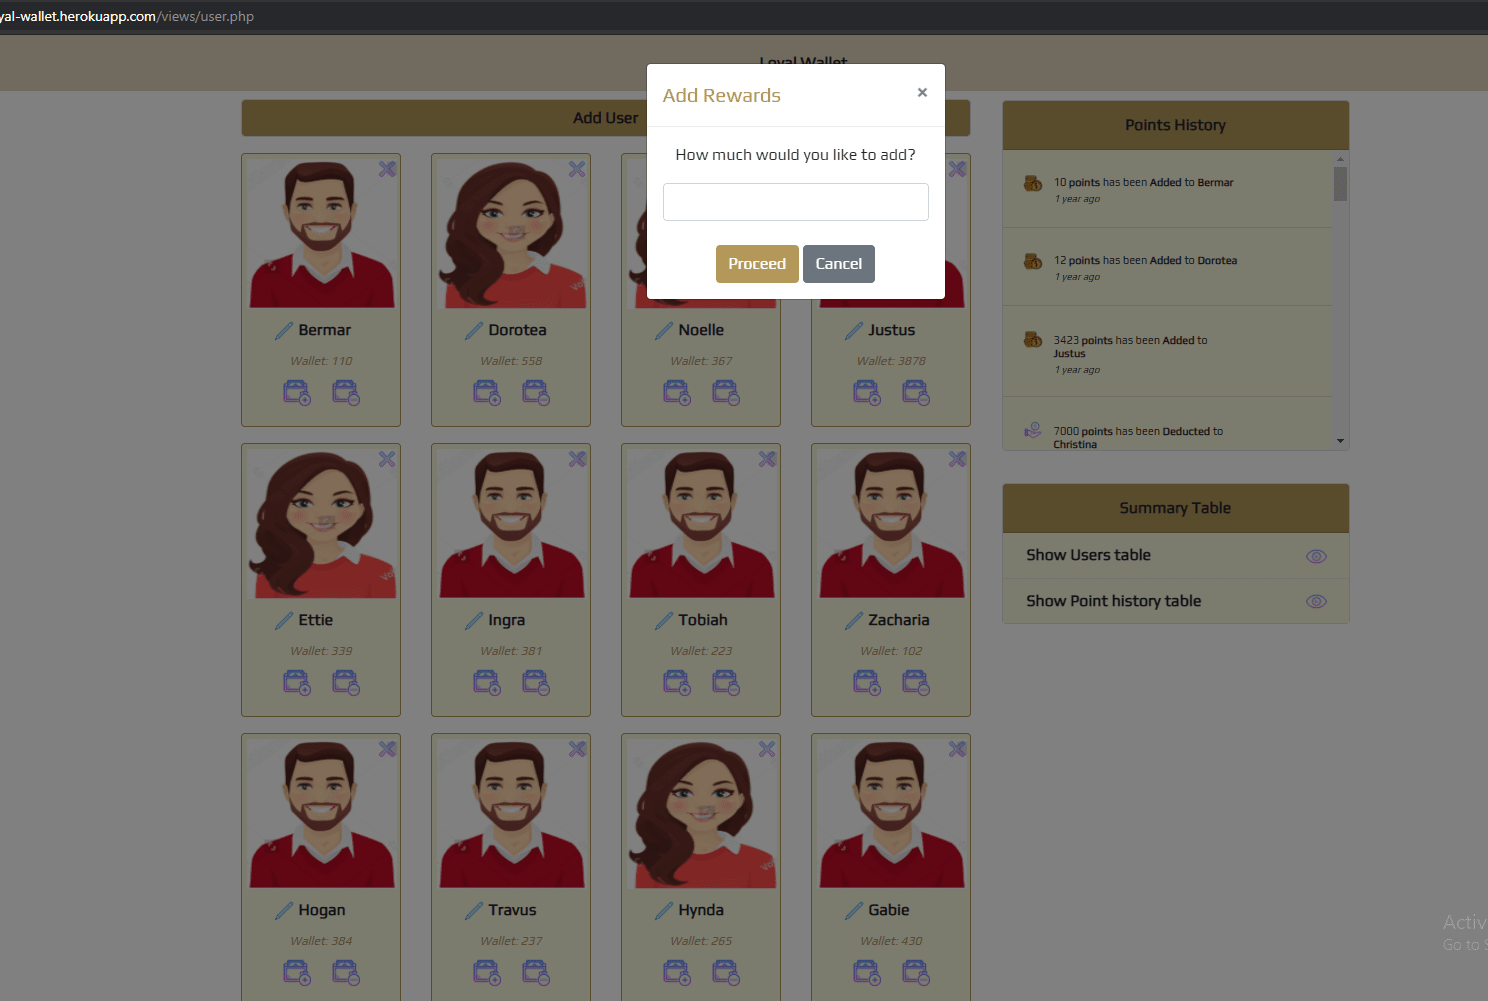 yal-wallet.herokuapp.com/views/user.php
Loyal Wallet
Add Rewards
×
How much would you like to add?
Proceed
Cancel
Add User
Bermar
Wallet: 110
Dorotea
Wallet: 558
Noelle
Wallet: 367
Justus
Wallet: 3878
Ettie
Wallet: 339
Ingra
Wallet: 381
Tobiah
Wallet: 223
Zacharia
Wallet: 102
Hogan
Wallet: 384
Travus
Wallet: 237
Hynda
Wallet: 265
Gabie
Wallet: 430
Points History
10 points has been Added to Bermar
1 year ago
12 points has been Added to Dorotea
1 year ago
3423 points has been Added to
Justus
1 year ago
7000 points has been Deducted to
Christina
Summary Table
Show Users table
Show Point history table
Activ
Go to S